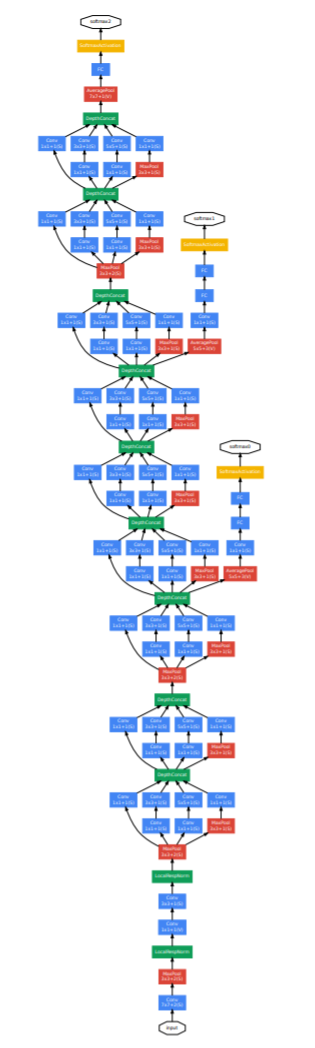 softmax2
SoftmaxActivation
FC
AveragePool
7x7+1(V)
DepthConcat
Conv Conv Conv Conv
1x1+1(S) 3x3+1(S) 5x5+1(S) 1x1+1(S)
Conv Conv MaxPool
1x1+1(S) 1x1+1(S) 3x3+1(S)
DepthConcat
Conv Conv Conv Conv
1x1+1(S) 3x3+1(S) 5x5+1(S) 1x1+1(S)
softmax1
Conv Conv MaxPool
1x1+1(S) 1x1+1(S) 3x3+1(S)
SoftmaxActivation
MaxPool
3x3+2(S)
FC
DepthConcat
FC
Conv Conv Conv Conv Conv
1x1+1(S) 3x3+1(S) 5x5+1(S) 1x1+1(S) 1x1+1(S)
Conv Conv MaxPool AveragePool
1x1+1(S) 1x1+1(S) 3x3+1(S) 5x5+3(V)
DepthConcat
Conv Conv Conv Conv
1x1+1(S) 3x3+1(S) 5x5+1(S) 1x1+1(S)
Conv Conv MaxPool
1x1+1(S) 1x1+1(S) 3x3+1(S)
DepthConcat
softmax0
Conv Conv Conv Conv
1x1+1(S) 3x3+1(S) 5x5+1(S) 1x1+1(S)
SoftmaxActivation
Conv Conv MaxPool
1x1+1(S) 1x1+1(S) 3x3+1(S)
FC
DepthConcat
FC
Conv Conv Conv Conv Conv
1x1+1(S) 3x3+1(S) 5x5+1(S) 1x1+1(S) 1x1+1(S)
Conv Conv MaxPool AveragePool
1x1+1(S) 1x1+1(S) 3x3+1(S) 5x5+3(V)
DepthConcat
Conv Conv Conv Conv
1x1+1(S) 3x3+1(S) 5x5+1(S) 1x1+1(S)
Conv Conv MaxPool
1x1+1(S) 1x1+1(S) 3x3+1(S)
MaxPool
3x3+2(S)
DepthConcat
Conv Conv Conv Conv
1x1+1(S) 3x3+1(S) 5x5+1(S) 1x1+1(S)
Conv Conv MaxPool
1x1+1(S) 1x1+1(S) 3x3+1(S)
DepthConcat
Conv Conv Conv Conv
1x1+1(S) 3x3+1(S) 5x5+1(S) 1x1+1(S)
Conv Conv MaxPool
1x1+1(S) 1x1+1(S) 3x3+1(S)
MaxPool
3x3+2(S)
LocalRespNorm
Conv
3x3+1(S)
Conv
1x1+1(V)
LocalRespNorm
MaxPool
3x3+2(S)
Conv
7x7+2(S)
input